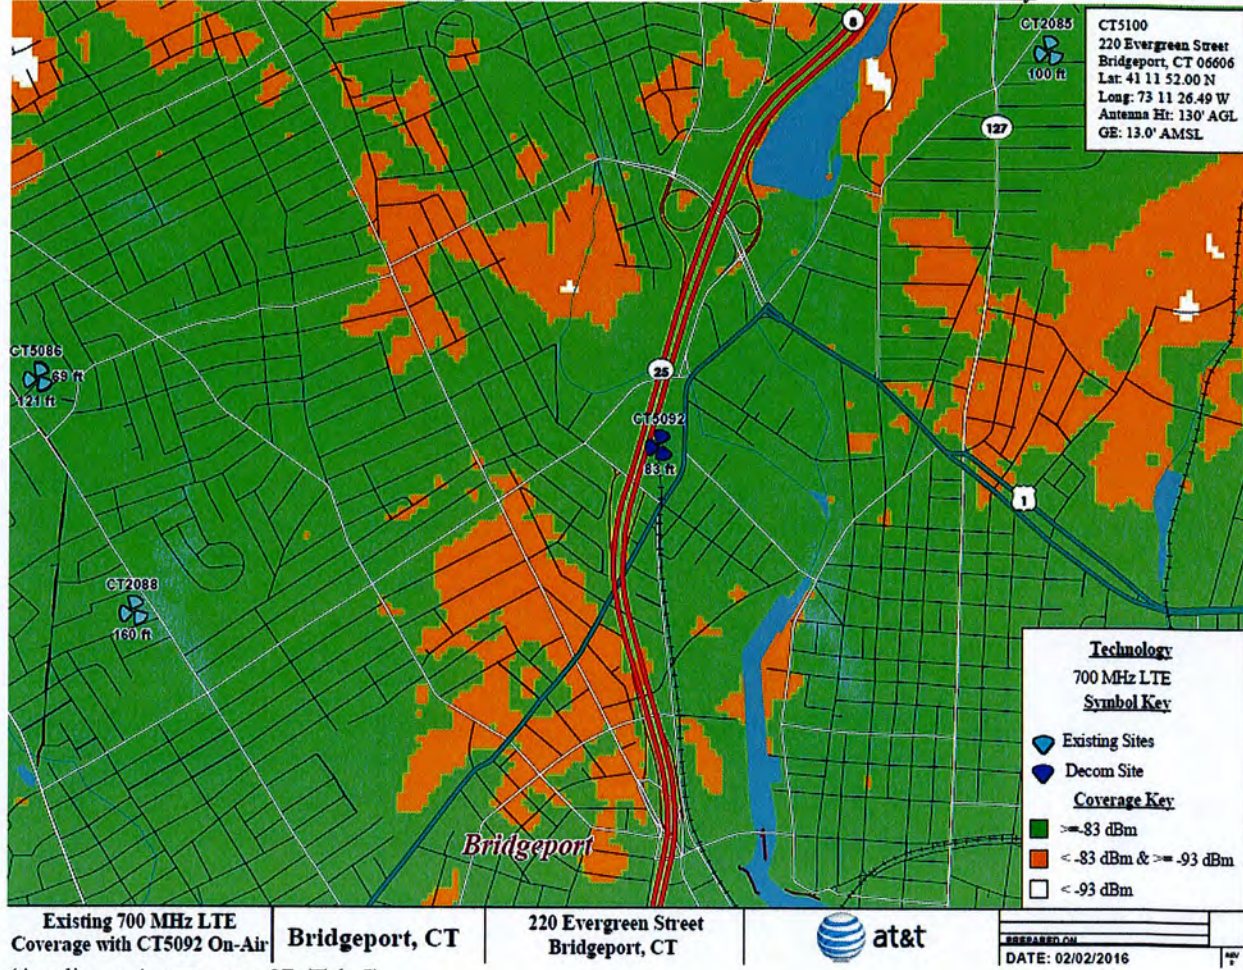 8
CT2085
100 ft
CT5100
220 Evergreen Street
Bridgeport, CT 06606
Lat: 41 11 52.00 N
Long: 73 11 26.49 W
Antenna Ht: 130' AGL
GE: 13.0' AMSL
127
CT5086
69 ft
121 ft
25
CT5092
83 ft
1
CT2088
160 ft
Bridgeport
Technology
700 MHz LTE
Symbol Key
Existing Sites
Decom Site
Coverage Key
>=-83 dBm
< -83 dBm & >= -93 dBm
< -93 dBm
Existing 700 MHz LTE
Coverage with CT5092 On-Air
Bridgeport, CT
220 Evergreen Street
Bridgeport, CT
at&t
PREPARED ON
DATE: 02/02/2016